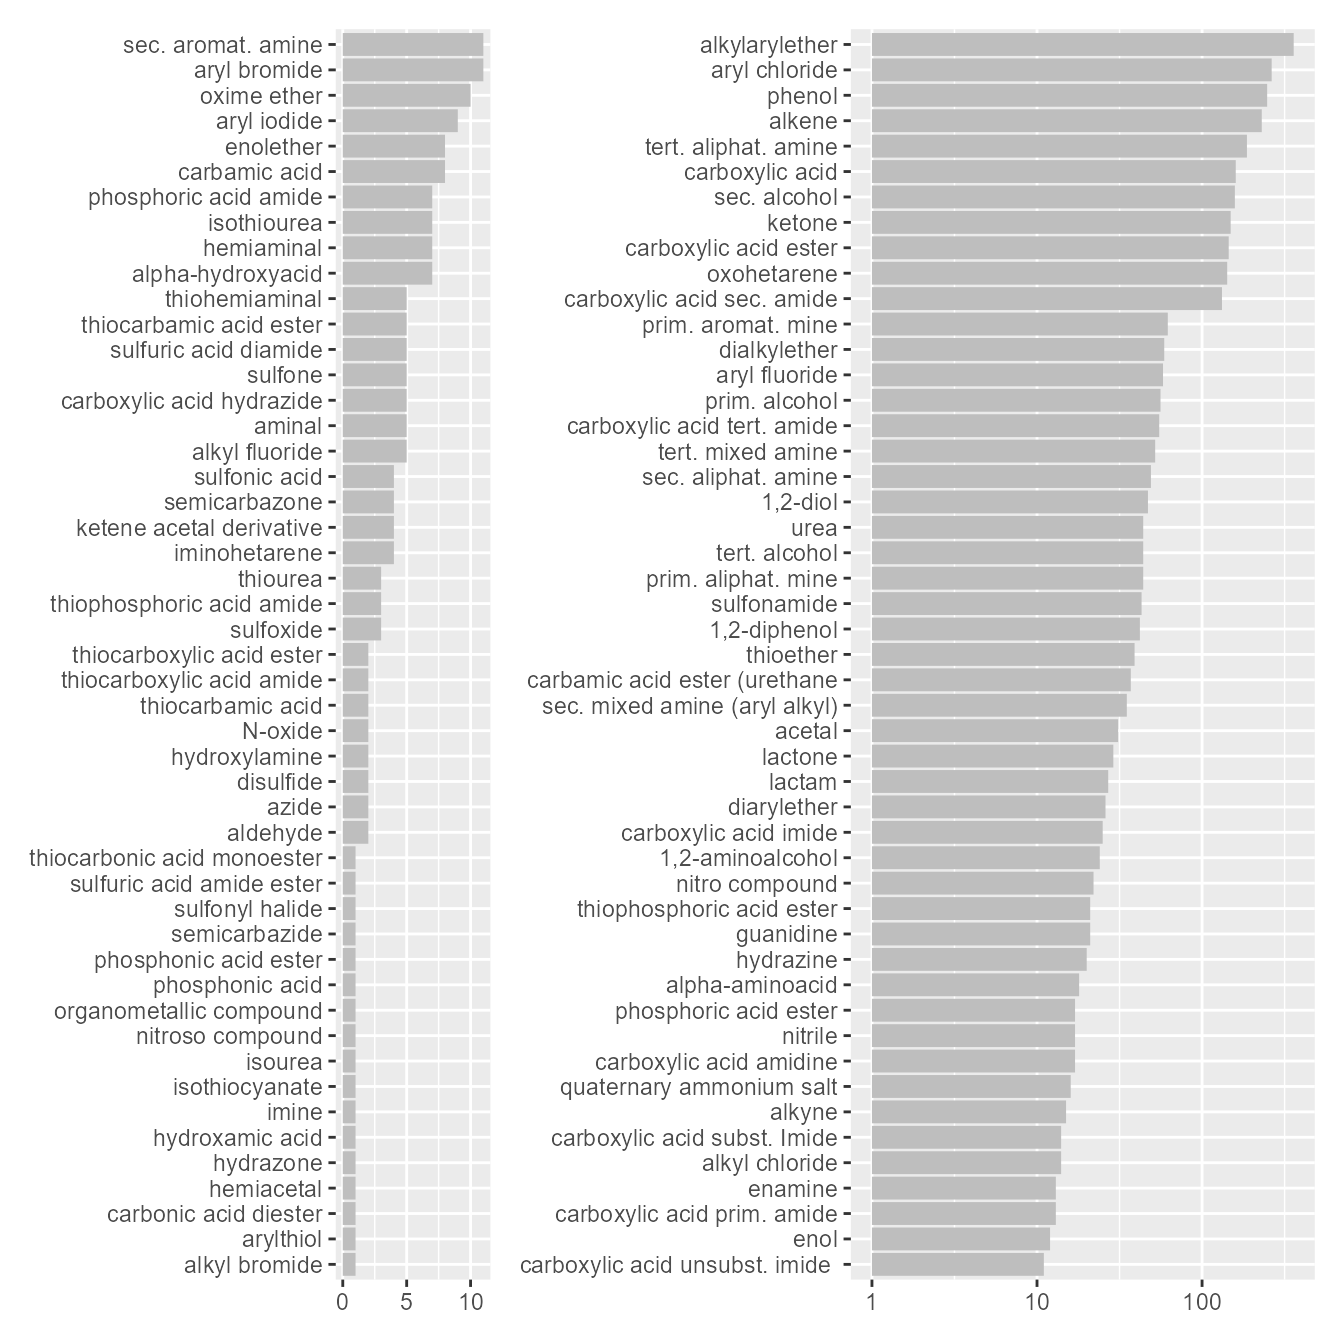 sec. aromat. amine
aryl bromide
oxime ether
aryl iodide
enolether
carbamic acid
phosphoric acid amide
isothiourea
hemiaminal
alpha-hydroxyacid
thiohemiaminal
thiocarbamic acid ester
sulfuric acid diamide
sulfone
carboxylic acid hydrazide
aminal
alkyl fluoride
sulfonic acid
semicarbazone
ketene acetal derivative
iminohetarene
thiourea
thiophosphoric acid amide
sulfoxide
thiocarboxylic acid ester
thiocarboxylic acid amide
thiocarbamic acid
N-oxide
hydroxylamine
disulfide
azide
aldehyde
thiocarbonic acid monoester
sulfuric acid amide ester
sulfonyl halide
semicarbazide
phosphonic acid ester
phosphonic acid
organometallic compound
nitroso compound
isourea
isothiocyanate
imine
hydroxamic acid
hydrazone
hemiacetal
carbonic acid diester
arylthiol
alkyl bromide
0 5 10
alkylarylether
aryl chloride
phenol
alkene
tert. aliphat. amine
carboxylic acid
sec. alcohol
ketone
carboxylic acid ester
oxohetarene
carboxylic acid sec. amide
prim. aromat. mine
dialkylether
aryl fluoride
prim. alcohol
carboxylic acid tert. amide
tert. mixed amine
sec. aliphat. amine
1,2-diol
urea
tert. alcohol
prim. aliphat. mine
sulfonamide
1,2-diphenol
thioether
carbamic acid ester (urethane
sec. mixed amine (aryl alkyl)
acetal
lactone
lactam
diarylether
carboxylic acid imide
1,2-aminoalcohol
nitro compound
thiophosphoric acid ester
guanidine
hydrazine
alpha-aminoacid
phosphoric acid ester
nitrile
carboxylic acid amidine
quaternary ammonium salt
alkyne
carboxylic acid subst. Imide
alkyl chloride
enamine
carboxylic acid prim. amide
enol
carboxylic acid unsubst. imide
1 10 100